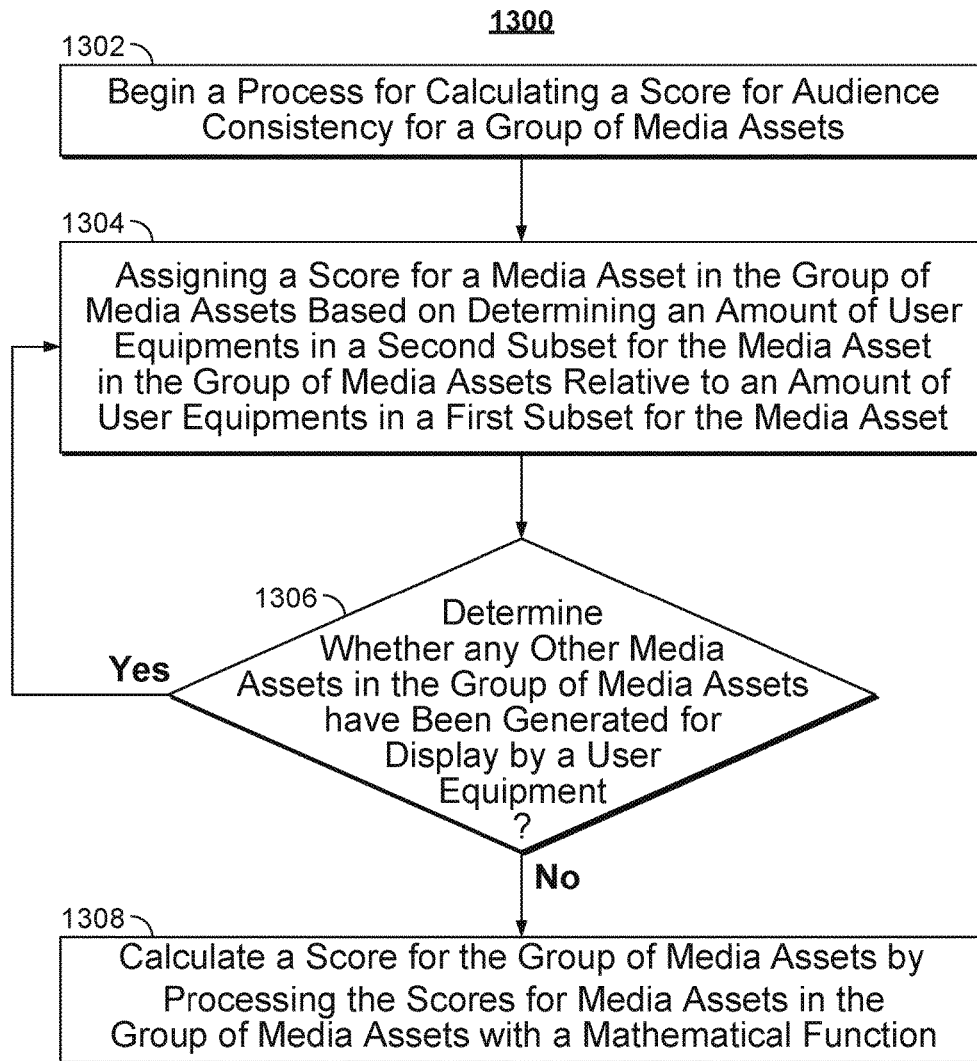 1300
1302
Begin a Process for Calculating a Score for Audience
Consistency for a Group of Media Assets
1304
Assigning a Score for a Media Asset in the Group of
Media Assets Based on Determining an Amount of User
Equipments in a Second Subset for the Media Asset
in the Group of Media Assets Relative to an Amount of
User Equipments in a First Subset for the Media Asset
1306
Determine
Whether any Other Media
Assets in the Group of Media Assets
have Been Generated for
Display by a User
Equipment
?
Yes
No
1308
Calculate a Score for the Group of Media Assets by
Processing the Scores for Media Assets in the
Group of Media Assets with a Mathematical Function